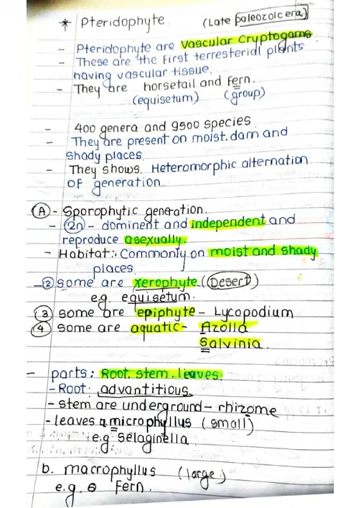 * Pteridophyte. (Late paleozoic era)
- Pteridophyte are vascular cryptogams.
- These are the first terresterial plants
having vascular tissue.
- They are horsetail and fern.
(equisetum) (group)
- 400 genera and 9500 species
- They are present on moist. dam and
Shady places.
- They shows. Heteromorphic alternation
of generation.
(A) - Sporophytic generation.
- (2n) - dominent and independent and
reproduce asexually.
- Habitat:- Commonly on moist and shady
places
(2) some are xerophyte. (Desert)
e.g. equisetum.
(3) some are epiphyte - Lycopodium
(4) some are aquatic - Azolla
Salvinia.
- parts: Root. stem. leaves.
- Root: advantitious.
- stem are underground - rhizome
- leaves a microphyllus (small)
e.g. selaginella
b. macrophyllus (large)
e.g. Fern.